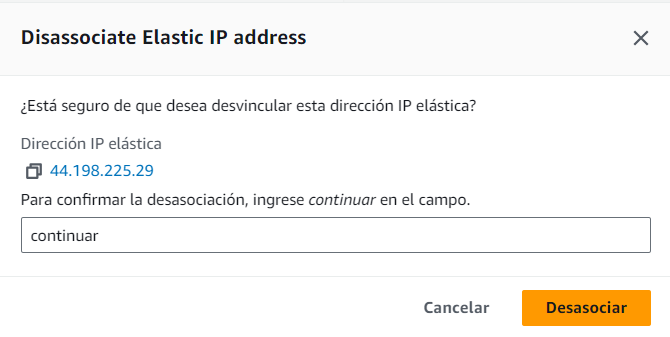 Disassociate Elastic IP address
¿Está seguro de que desea desvincular esta dirección IP elástica?
Dirección IP elástica
44.198.225.29
Para confirmar la desasociación, ingrese continuar en el campo.
continuar
Cancelar
Desasociar